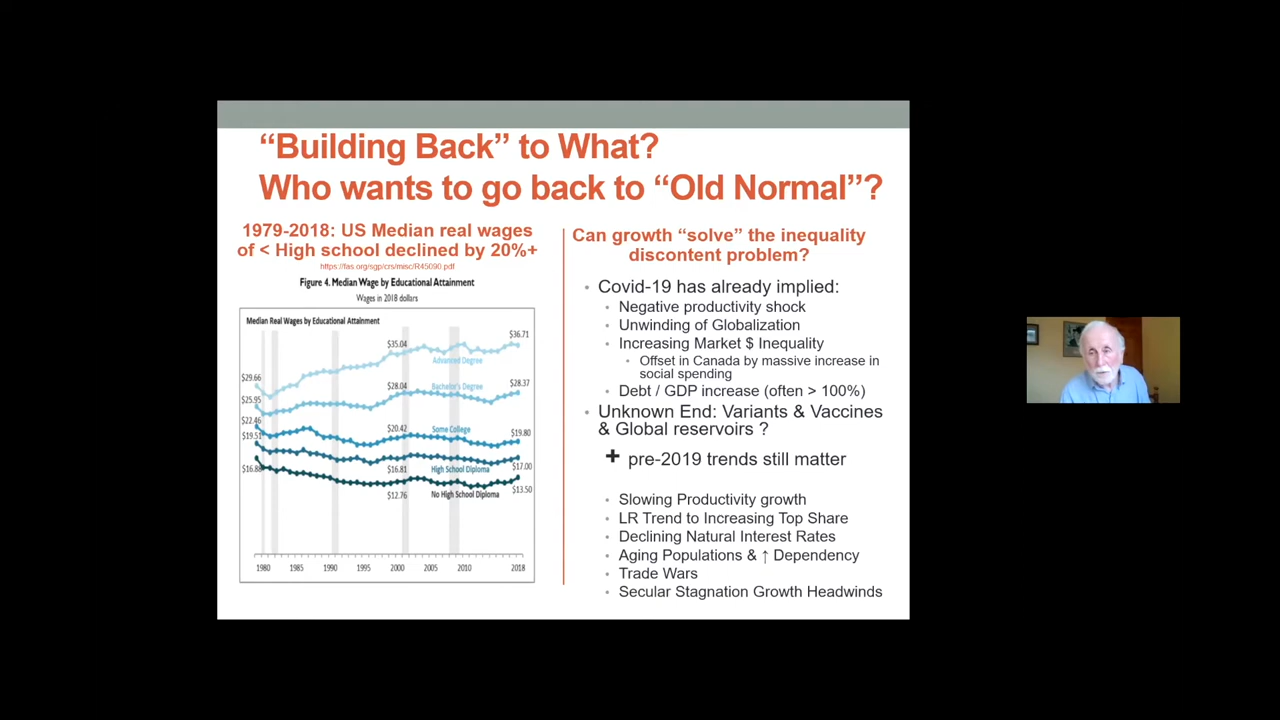 “Building Back” to What?
Who wants to go back to “Old Normal”?
1979-2018: US Median real wages
of < High school declined by 20%+
https://fas.org/sgp/crs/misc/R45090.pdf
Figure 4. Median Wage by Educational Attainment
Wages in 2018 dollars
Median Real Wages by Educational Attainment
$36.71
$35.04
Advanced Degree
$29.66
Bachelor's Degree
$28.37
$28.04
$25.95
$22.46
Some College
$20.42
$19.80
$19.51
$16.81
High School Diploma
$17.00
$16.88
No High School Diploma
$13.50
$12.76
1980 1985 1990 1995 2000 2005 2010 2018
Can growth “solve” the inequality
discontent problem?
• Covid-19 has already implied:
• Negative productivity shock
• Unwinding of Globalization
• Increasing Market $ Inequality
• Offset in Canada by massive increase in
social spending
• Debt / GDP increase (often > 100%)
• Unknown End: Variants & Vaccines
& Global reservoirs ?
+ pre-2019 trends still matter
• Slowing Productivity growth
• LR Trend to Increasing Top Share
• Declining Natural Interest Rates
• Aging Populations & ↑ Dependency
• Trade Wars
• Secular Stagnation Growth Headwinds